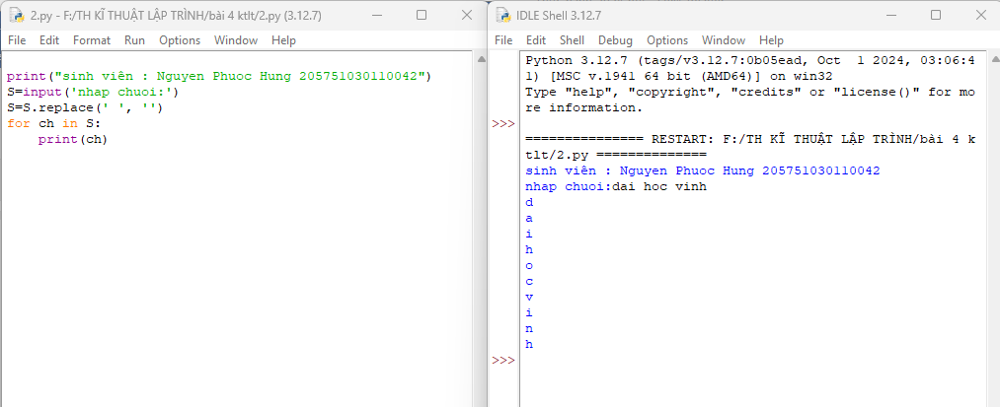 2.py - F:/TH KĨ THUẬT LẬP TRÌNH/bài 4 ktlt/2.py (3.12.7)
File Edit Format Run Options Window Help
print("sinh viên : Nguyen Phuoc Hung 205751030110042")
S=input('nhap chuoi:')
S=S.replace(' ', '')
for ch in S:
    print(ch)
IDLE Shell 3.12.7
File Edit Shell Debug Options Window Help
Python 3.12.7 (tags/v3.12.7:0b05ead, Oct  1 2024, 03:06:4
1) [MSC v.1941 64 bit (AMD64)] on win32
Type "help", "copyright", "credits" or "license()" for mo
re information.
>>>
=============== RESTART: F:/TH KĨ THUẬT LẬP TRÌNH/bài 4 k
tlt/2.py ==============
sinh viên : Nguyen Phuoc Hung 205751030110042
nhap chuoi:dai hoc vinh
d
a
i
h
o
c
v
i
n
h
>>>